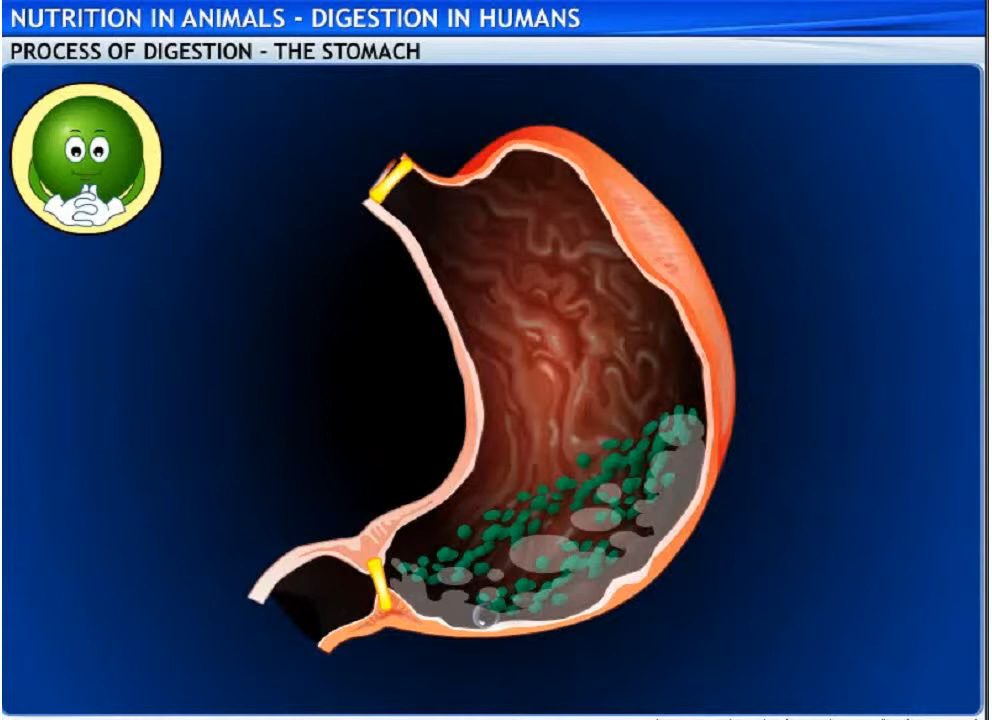 NUTRITION IN ANIMALS - DIGESTION IN HUMANS
PROCESS OF DIGESTION - THE STOMACH